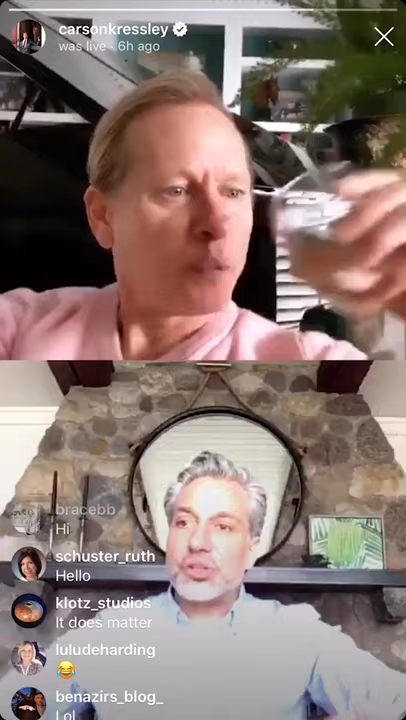 carsonkressley
was live · 6h ago
bracebb
Hi
schuster_ruth
Hello
klotz_studios
It does matter
luludeharding
😂
benazirs_blog_
Lol